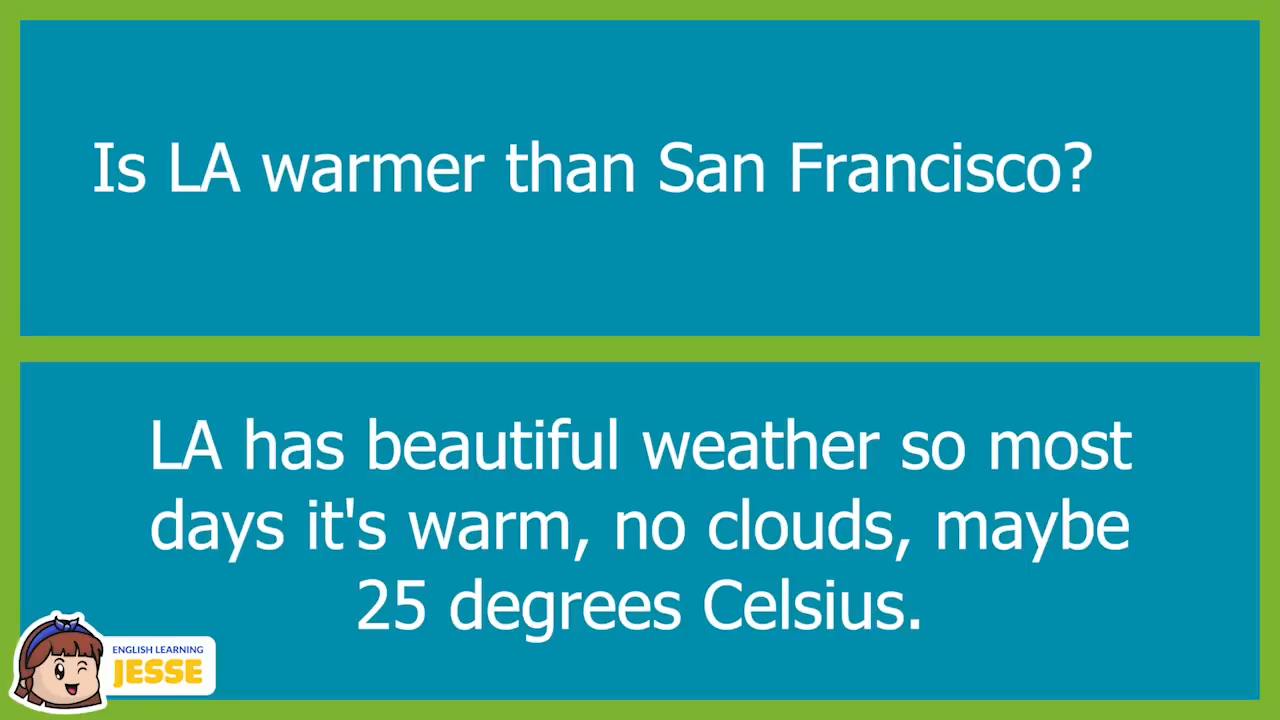 Is LA warmer than San Francisco?
LA has beautiful weather so most
days it's warm, no clouds, maybe
25 degrees Celsius.
ENGLISH LEARNING
JESSE